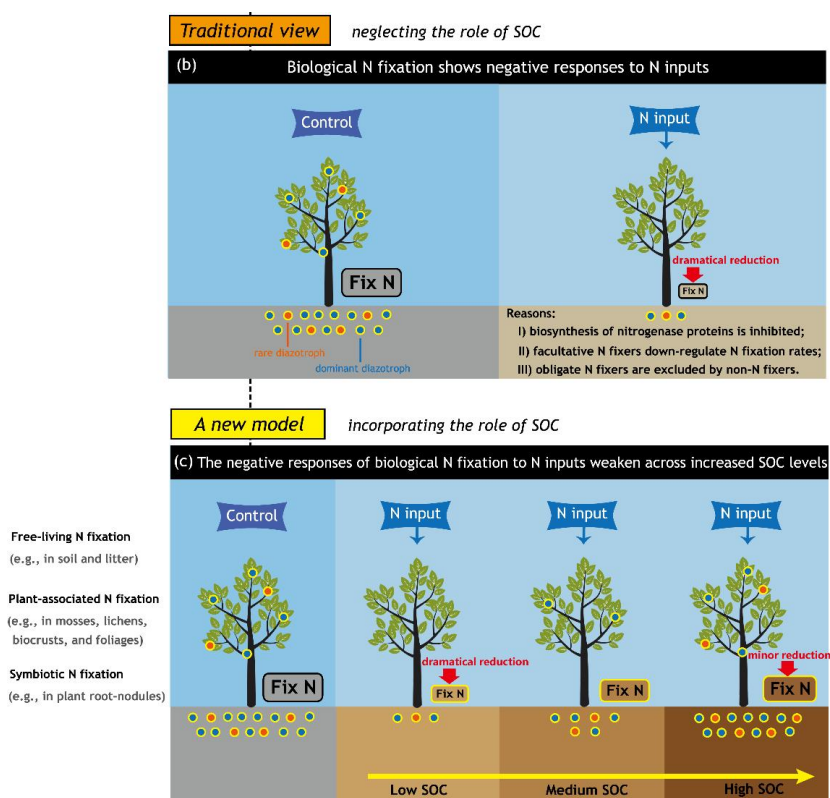 Traditional view
neglecting the role of SOC
(b)
Biological N fixation shows negative responses to N inputs
Control
N input
dramatical reduction
Fix N
Fix N
Reasons:
I) biosynthesis of nitrogenase proteins is inhibited;
II) facultative N fixers down-regulate N fixation rates;
III) obligate N fixers are excluded by non-N fixers.
rare diazotroph
dominant diazotroph
A new model
incorporating the role of SOC
(c) The negative responses of biological N fixation to N inputs weaken across increased SOC levels
Control
N input
N input
N input
Free-living N fixation
(e.g., in soil and litter)
Plant-associated N fixation
(e.g., in mosses, lichens,
biocrusts, and foliages)
Symbiotic N fixation
(e.g., in plant root-nodules)
dramatical reduction
minor reduction
Fix N
Fix N
Fix N
Fix N
Low SOC
Medium SOC
High SOC